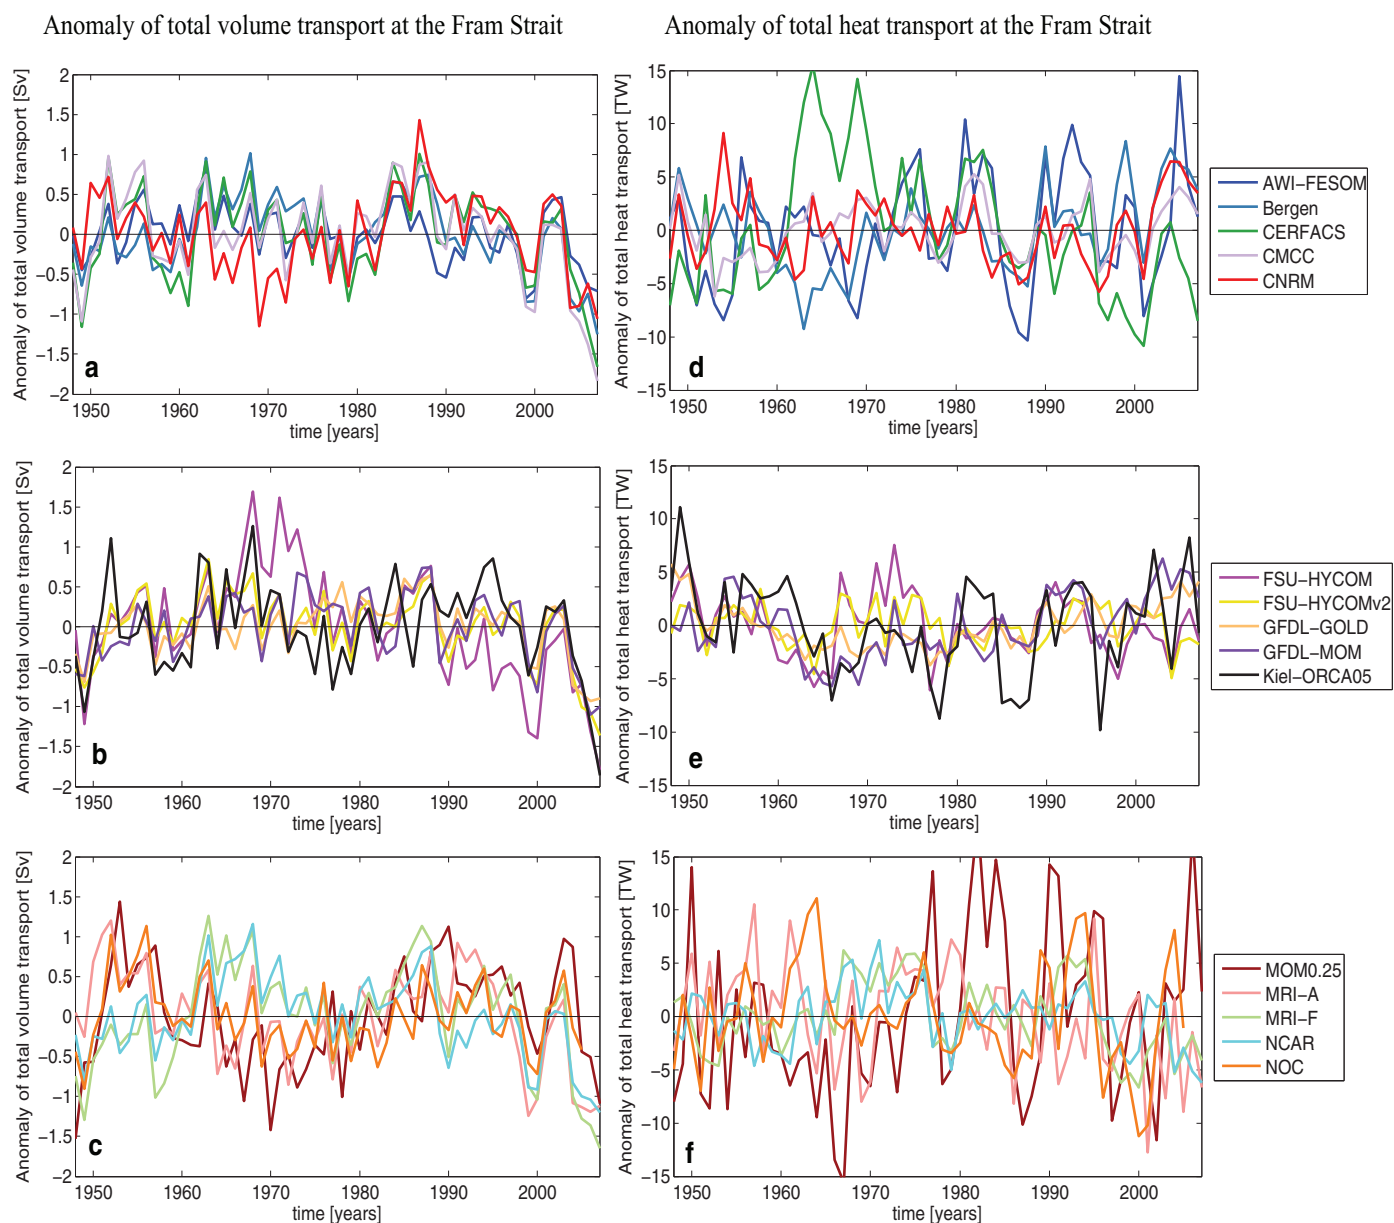 Anomaly of total volume transport at the Fram Strait
Anomaly of total heat transport at the Fram Strait
Anomaly of total volume transport [Sv]
2
1.5
1
0.5
0
−0.5
−1
−1.5
−2
a
1950 1960 1970 1980 1990 2000
time [years]
Anomaly of total heat transport [TW]
15
10
5
0
−5
−10
−15
d
1950 1960 1970 1980 1990 2000
time [years]
AWI−FESOM
Bergen
CERFACS
CMCC
CNRM
Anomaly of total volume transport [Sv]
2
1.5
1
0.5
0
−0.5
−1
−1.5
−2
b
1950 1960 1970 1980 1990 2000
time [years]
Anomaly of total heat transport [TW]
15
10
5
0
−5
−10
−15
e
1950 1960 1970 1980 1990 2000
time [years]
FSU−HYCOM
FSU−HYCOMv2
GFDL−GOLD
GFDL−MOM
Kiel−ORCA05
Anomaly of total volume transport [Sv]
2
1.5
1
0.5
0
−0.5
−1
−1.5
−2
c
1950 1960 1970 1980 1990 2000
time [years]
Anomaly of total heat transport [TW]
15
10
5
0
−5
−10
−15
f
1950 1960 1970 1980 1990 2000
time [years]
MOM0.25
MRI−A
MRI−F
NCAR
NOC